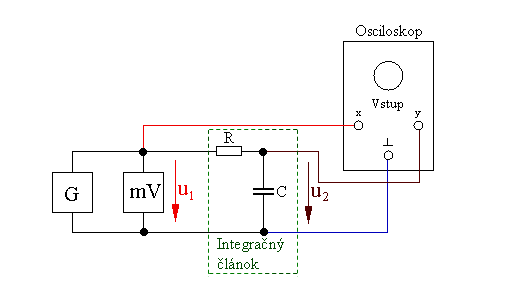 Osciloskop
Vstup
x
y
⊥
R
G
mV
u1
C
u2
Integračný
článok